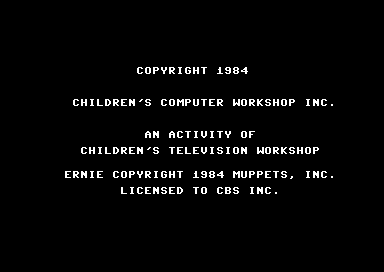 COPYRIGHT 1984
CHILDREN'S COMPUTER WORKSHOP INC.
AN ACTIVITY OF
CHILDREN'S TELEVISION WORKSHOP
ERNIE COPYRIGHT 1984 MUPPETS, INC.
LICENSED TO CBS INC.